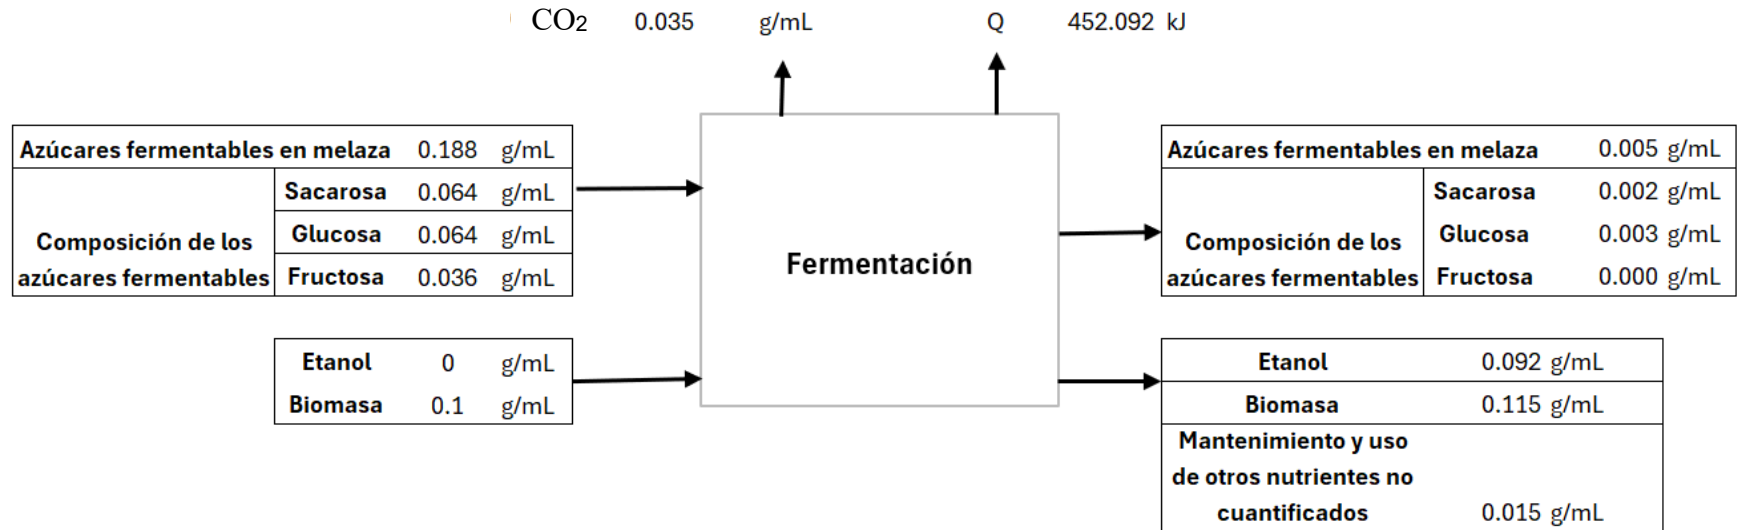 CO₂ 0.035 g/mL Q 452.092 kJ
Azúcares fermentables en melaza 0.188 g/mL
Sacarosa 0.064 g/mL
Composición de los azúcares fermentables
Glucosa 0.064 g/mL
Fructosa 0.036 g/mL
Etanol 0 g/mL
Biomasa 0.1 g/mL
Fermentación
Azúcares fermentables en melaza 0.005 g/mL
Sacarosa 0.002 g/mL
Composición de los azúcares fermentables
Glucosa 0.003 g/mL
Fructosa 0.000 g/mL
Etanol 0.092 g/mL
Biomasa 0.115 g/mL
Mantenimiento y uso
de otros nutrientes no
cuantificados 0.015 g/mL